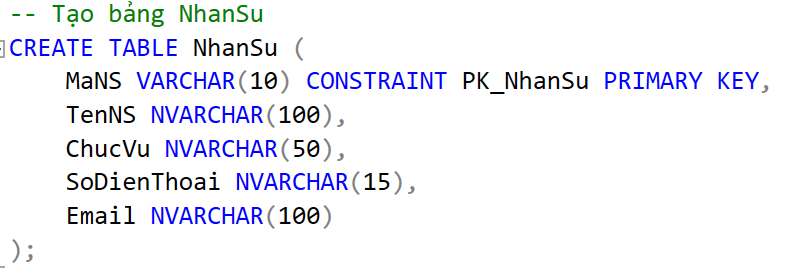 -- Tạo bảng NhanSu
CREATE TABLE NhanSu (
MaNS VARCHAR(10) CONSTRAINT PK_NhanSu PRIMARY KEY,
TenNS NVARCHAR(100),
ChucVu NVARCHAR(50),
SoDienThoai NVARCHAR(15),
Email NVARCHAR(100)
);